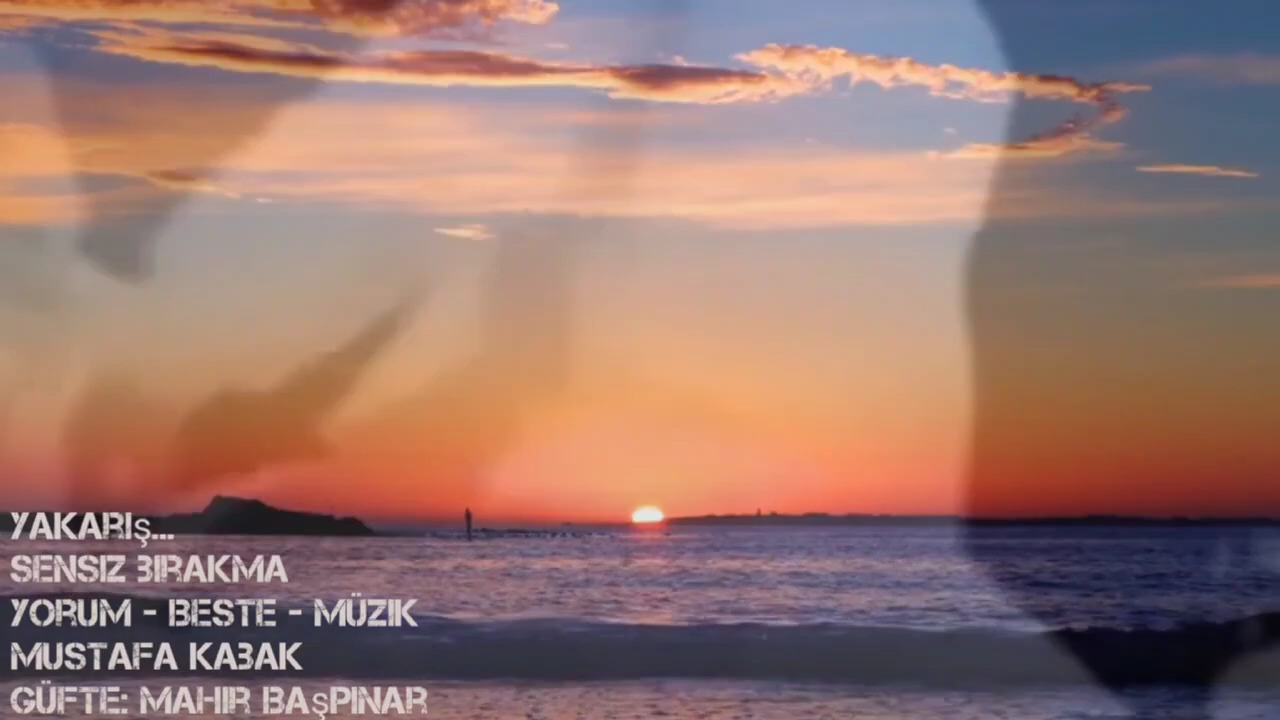 YAKARIş...
SENSIZ BIRAKMA
YORUM - BESTE - MÜZIK
MUSTAFA KABAK
GÜFTE: MAHIR BAşPINAR